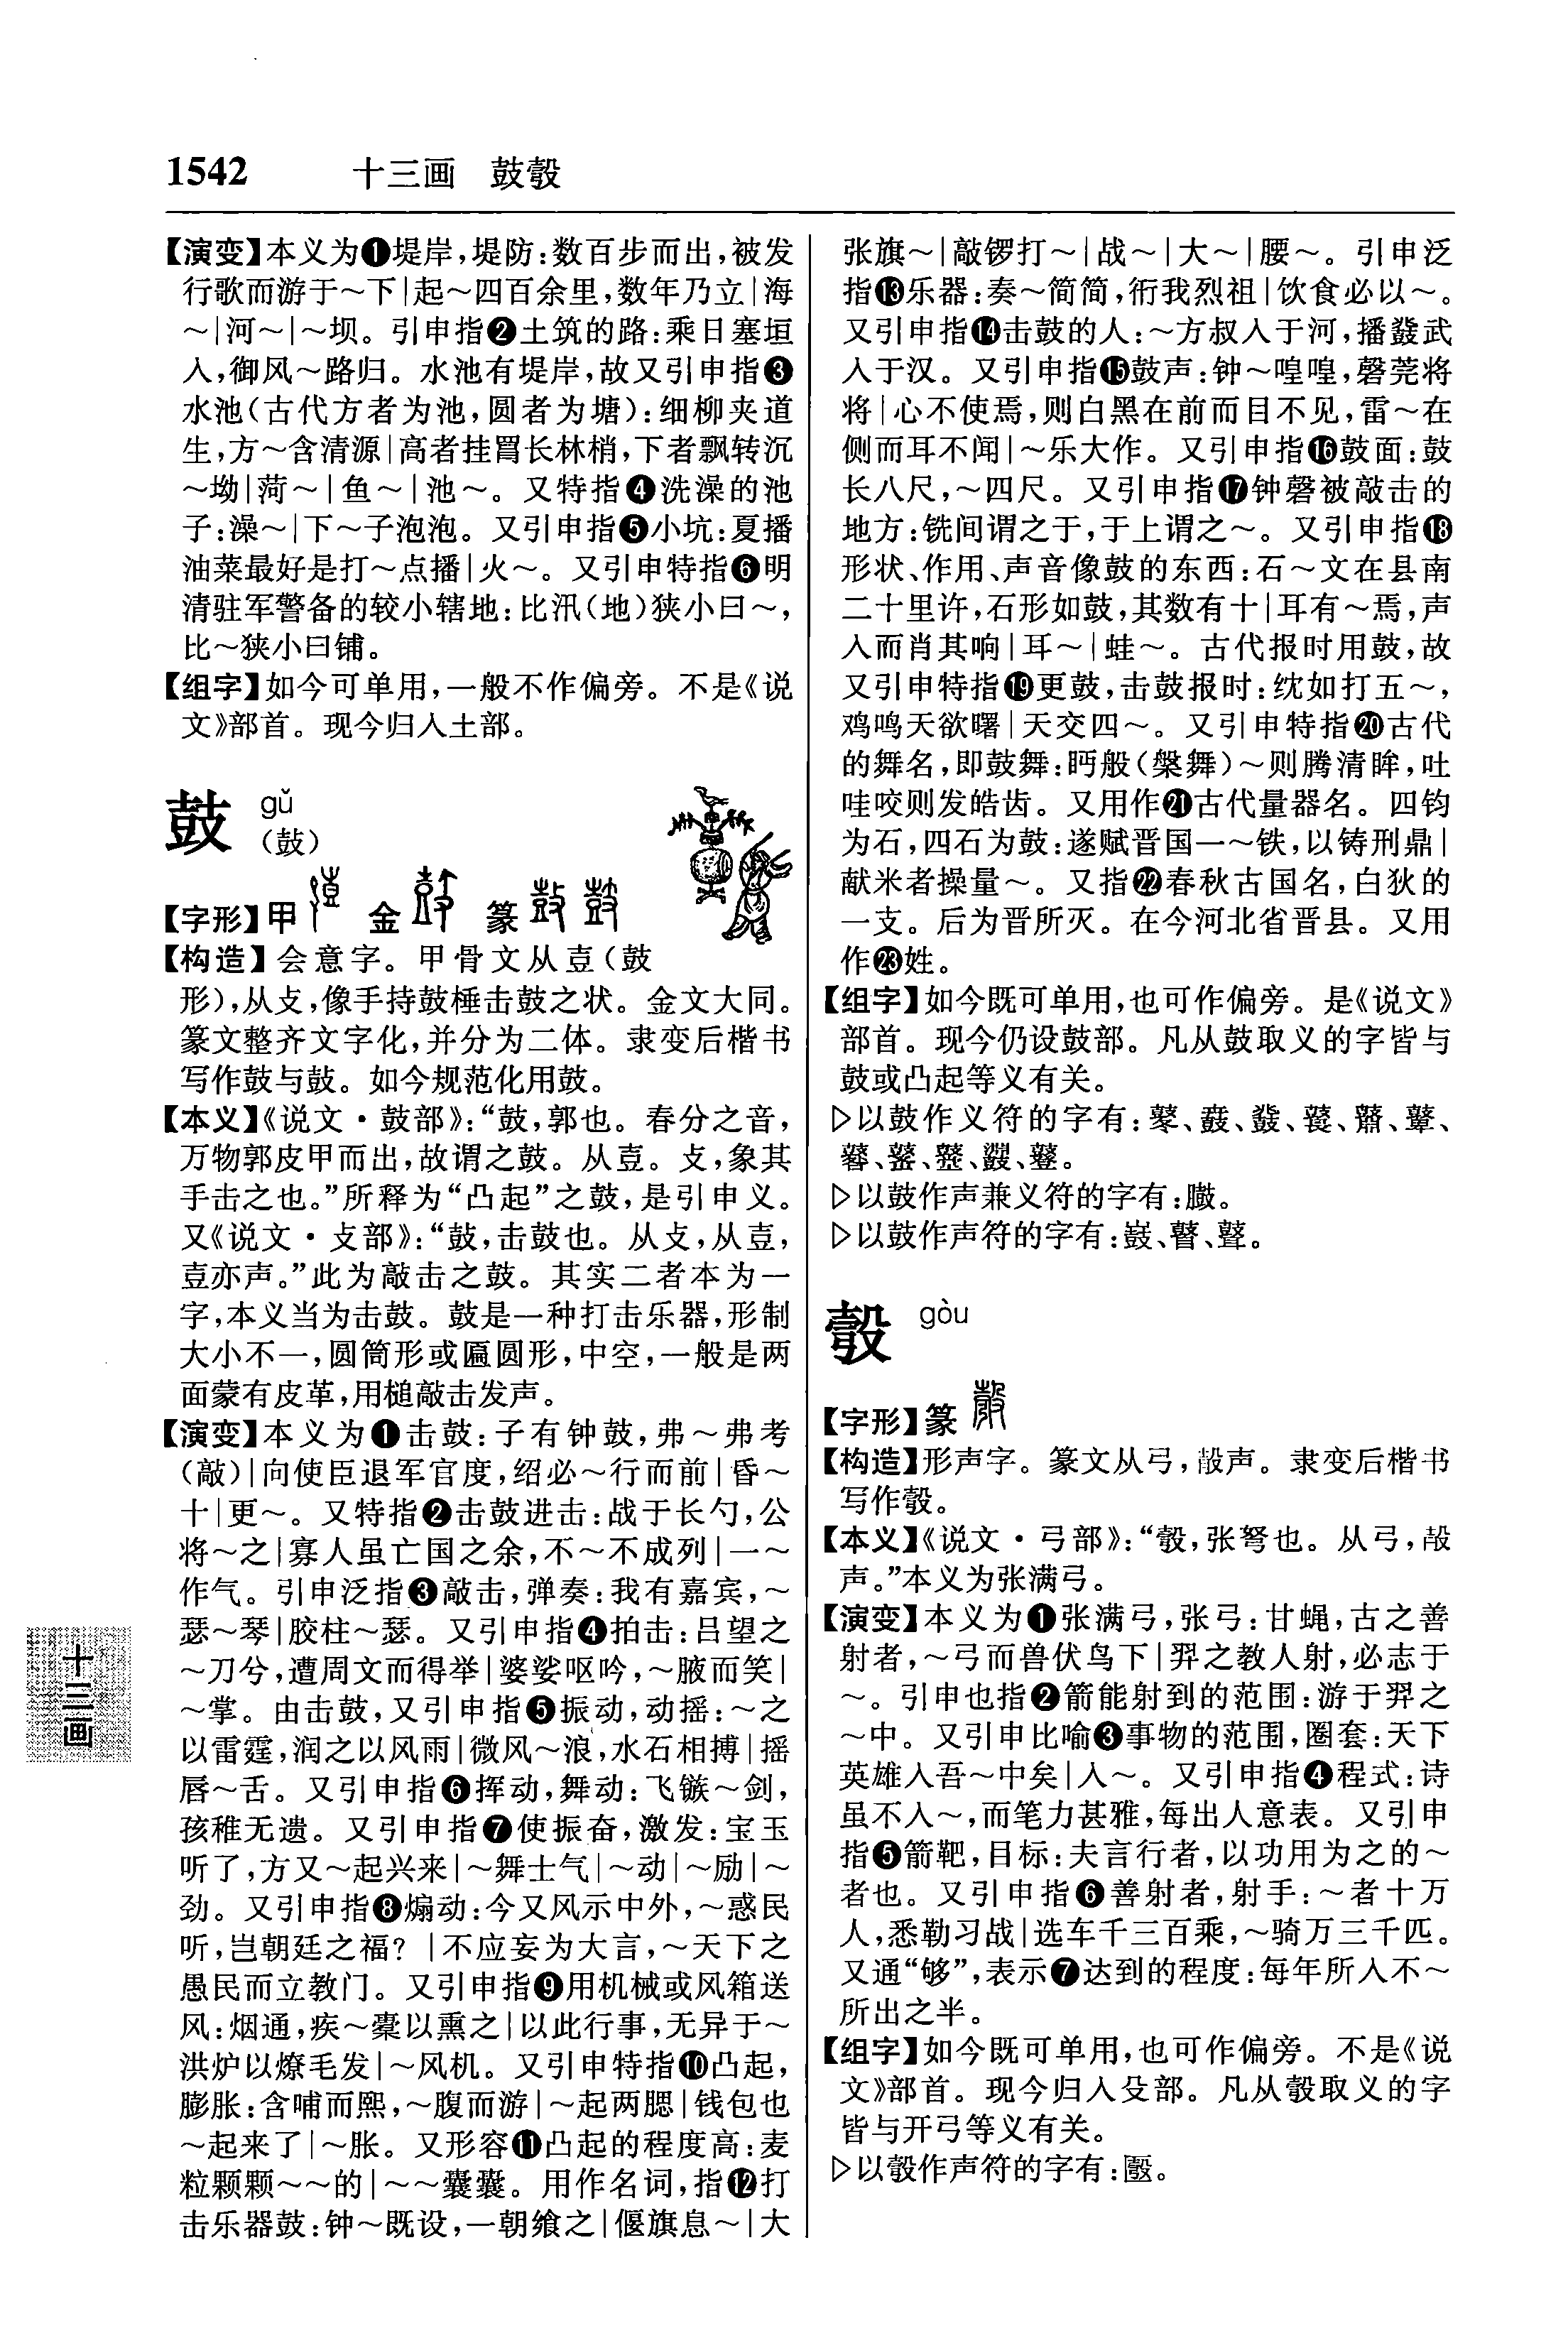 1542 十三画 鼓彀
【演变】本义为❶堤岸,堤防:数百步而出,被发
行歌而游于～下|起～四百余里,数年乃立|海
～|河～|～坝。引申指❷土筑的路:乘日塞垣
入,御风～路归。水池有堤岸,故又引申指❸
水池(古代方者为池,圆者为塘):细柳夹道
生,方～含清源|高者挂罥长林梢,下者飘转沉
～坳|荷～|鱼～|池～。又特指❹洗澡的池
子:澡～|下～子泡泡。又引申指❺小坑:夏播
油菜最好是打～点播|火～。又引申特指❻明
清驻军警备的较小辖地:比汛(地)狭小曰～,
比～狭小曰铺。
【组字】如今可单用,一般不作偏旁。不是《说
文》部首。现今归入土部。
鼓 gǔ
(鼔)
【字形】甲 金 篆
【构造】会意字。甲骨文从壴(鼓
形),从攴,像手持鼓棰击鼓之状。金文大同。
篆文整齐文字化,并分为二体。隶变后楷书
写作鼓与鼔。如今规范化用鼓。
【本义】《说文·鼓部》:“鼓,郭也。春分之音,
万物郭皮甲而出,故谓之鼓。从壴。攴,象其
手击之也。”所释为“凸起”之鼓,是引申义。
又《说文·攴部》:“鼔,击鼓也。从攴,从壴,
壴亦声。”此为敲击之鼓。其实二者本为一
字,本义当为击鼓。鼓是一种打击乐器,形制
大小不一,圆筒形或匾圆形,中空,一般是两
面蒙有皮革,用槌敲击发声。
【演变】本义为❶击鼓:子有钟鼓,弗～弗考
(敲)|向使臣退军官度,绍必～行而前|昏～
十|更～。又特指❷击鼓进击:战于长勺,公
将～之|寡人虽亡国之余,不～不成列|一～
作气。引申泛指❸敲击,弹奏:我有嘉宾,～
瑟～琴|胶柱～瑟。又引申指❹拍击:吕望之
～刀兮,遭周文而得举|婆娑呕吟,～腋而笑|
～掌。由击鼓,又引申指❺振动,动摇:～之
以雷霆,润之以风雨|微风～浪,水石相搏|摇
唇～舌。又引申指❻挥动,舞动:飞镞～剑,
孩稚无遗。又引申指❼使振奋,激发:宝玉
听了,方又～起兴来|～舞士气|～动|～励|～
劲。又引申指❽煽动:今又风示中外,～惑民
听,岂朝廷之福?|不应妄为大言,～天下之
愚民而立教门。又引申指❾用机械或风箱送
风:烟通,疾～橐以熏之|以此行事,无异于～
洪炉以燎毛发|～风机。又引申特指❿凸起,
膨胀:含哺而熙,～腹而游|～起两腮|钱包也
～起来了|～胀。又形容⓫凸起的程度高:麦
粒颗颗～～的|～～囊囊。用作名词,指⓬打
击乐器鼓:钟～既设,一朝飨之|偃旗息～|大
张旗～|敲锣打～|战～|大～|腰～。引申泛
指⓭乐器:奏～简简,衎我烈祖|饮食必以～。
又引申指⓮击鼓的人:～方叔入于河,播鼗武
入于汉。又引申指⓯鼓声:钟～喤喤,磬莞将
将|心不使焉,则白黑在前而目不见,雷～在
侧而耳不闻|～乐大作。又引申指⓰鼓面:鼓
长八尺,～四尺。又引申指⓱钟磬被敲击的
地方:铣间谓之于,于上谓之～。又引申指⓲
形状、作用、声音像鼓的东西:石～文在县南
二十里许,石形如鼓,其数有十|耳有～焉,声
入而肖其响|耳～|蛙～。古代报时用鼓,故
又引申特指⓳更鼓,击鼓报时:紞如打五～,
鸡鸣天欲曙|天交四～。又引申特指⓴古代
的舞名,即鼓舞:眄般(槃舞)～则腾清眸,吐
哇咬则发皓齿。又用作㉑古代量器名。四钧
为石,四石为鼓:遂赋晋国一～铁,以铸刑鼎|
献米者操量～。又指㉒春秋古国名,白狄的
一支。后为晋所灭。在今河北省晋县。又用
作㉓姓。
【组字】如今既可单用,也可作偏旁。是《说文》
部首。现今仍设鼓部。凡从鼓取义的字皆与
鼓或凸起等义有关。
▷以鼓作义符的字有:
▷以鼓作声兼义符的字有:臌。
▷以鼓作声符的字有:
彀 gòu
【字形】篆
【构造】形声字。篆文从弓,㱿声。隶变后楷书
写作彀。
【本义】《说文·弓部》:“彀,张弩也。从弓,㱿
声。”本义为张满弓。
【演变】本义为❶张满弓,张弓:甘蝇,古之善
射者,～弓而兽伏鸟下|羿之教人射,必志于
～。引申也指❷箭能射到的范围:游于羿之
～中。又引申比喻❸事物的范围,圈套:天下
英雄入吾～中矣|入～。又引申指❹程式:诗
虽不入～,而笔力甚雅,每出人意表。又引申
指❺箭靶,目标:夫言行者,以功用为之的～
者也。又引申指❻善射者,射手:～者十万
人,悉勒习战|选车千三百乘,～骑万三千匹。
又通“够”,表示❼达到的程度:每年所入不～
所出之半。
【组字】如今既可单用,也可作偏旁。不是《说
文》部首。现今归入殳部。凡从彀取义的字
皆与开弓等义有关。
▷以彀作声符的字有:
十三画